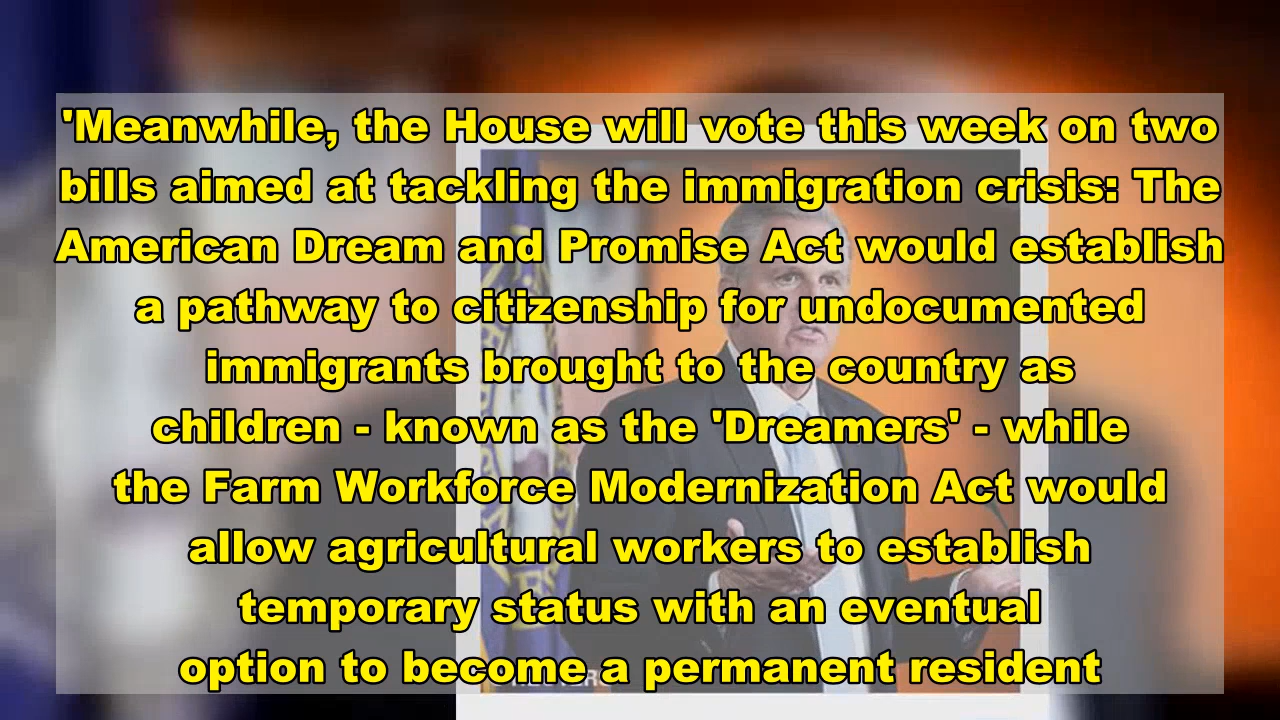 'Meanwhile, the House will vote this week on two
bills aimed at tackling the immigration crisis: The
American Dream and Promise Act would establish
a pathway to citizenship for undocumented
immigrants brought to the country as
children - known as the 'Dreamers' - while
the Farm Workforce Modernization Act would
allow agricultural workers to establish
temporary status with an eventual
option to become a permanent resident